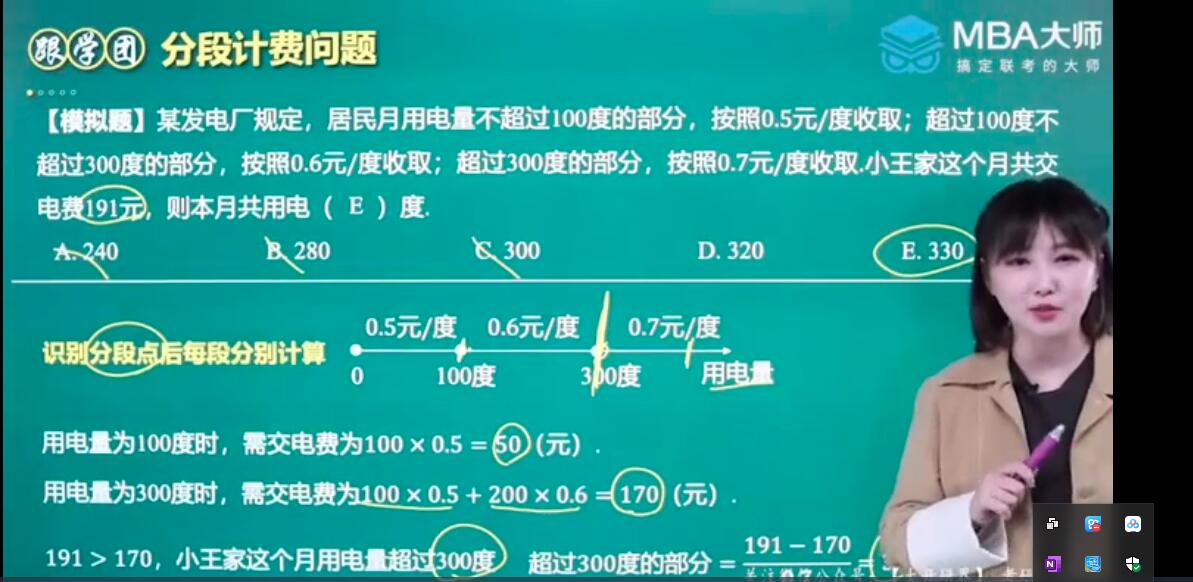 跟学团 分段计费问题
MBA大师
搞定联考的大师
【模拟题】某发电厂规定，居民月用电量不超过100度的部分，按照0.5元/度收取；超过100度不
超过300度的部分，按照0.6元/度收取；超过300度的部分，按照0.7元/度收取.小王家这个月共交
电费191元，则本月共用电（ E ）度.
A. 240 B. 280 C. 300 D. 320 E. 330
0.5元/度 0.6元/度 0.7元/度
识别分段点后每段分别计算
0 100度 300度 用电量
用电量为100度时，需交电费为100 × 0.5 = 50（元）.
用电量为300度时，需交电费为100 × 0.5 + 200 × 0.6 = 170（元）.
191 > 170，小王家这个月用电量超过300度 超过300度的部分 = 191 − 170 =